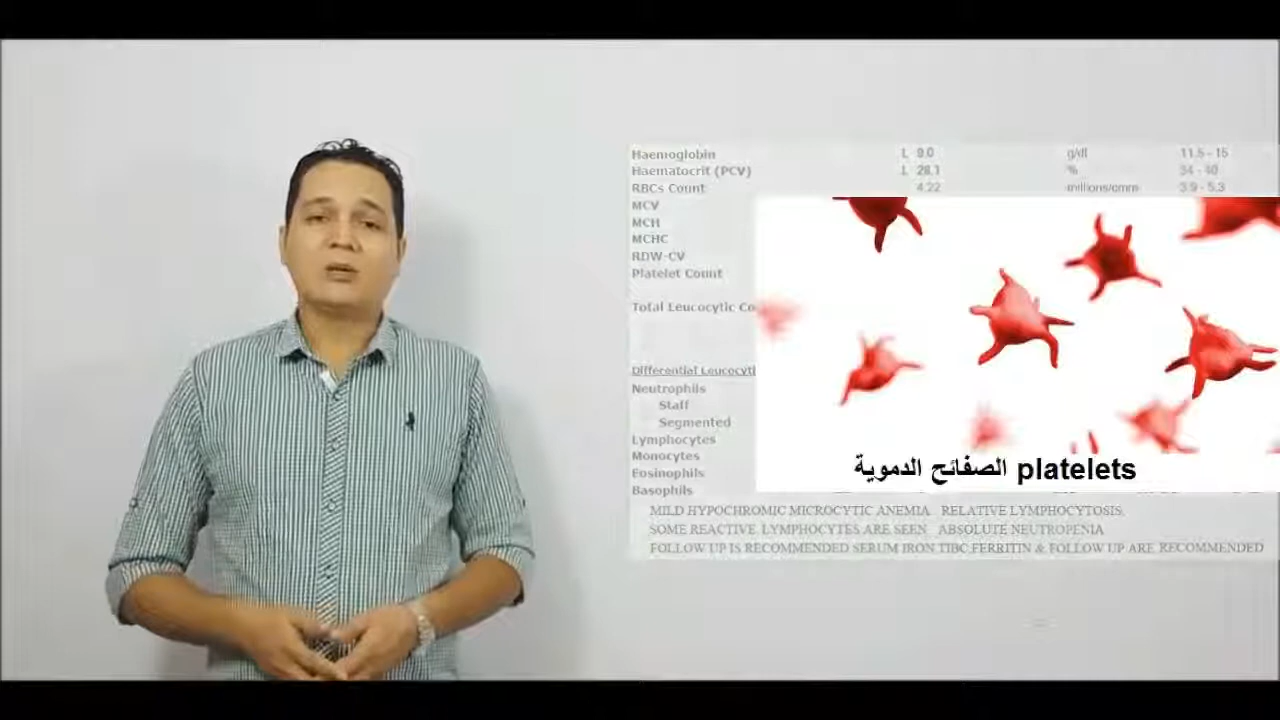 Haemoglobin L 9.0 g/dl 11.5 - 15
Haematocrit (PCV) L 28.1 % 34 - 40
RBCs Count 4.22 millions/cmm 3.9 - 5.3
MCV
MCH
MCHC
RDW-CV
Platelet Count
Total Leucocytic
Differential
Neutrophils
Staff
Segmented
Lymphocytes
Monocytes
Eosinophils
Basophils
الصفائح الدموية platelets
MILD HYPOCHROMIC MICROCYTIC ANEMIA RELATIVE LYMPHOCYTOSIS.
SOME REACTIVE LYMPHOCYTES ARE SEEN ABSOLUTE NEUTROPENIA
FOLLOW UP IS RECOMMENDED SERUM IRON TIBC FERRITIN & FOLLOW UP ARE RECOMMENDED